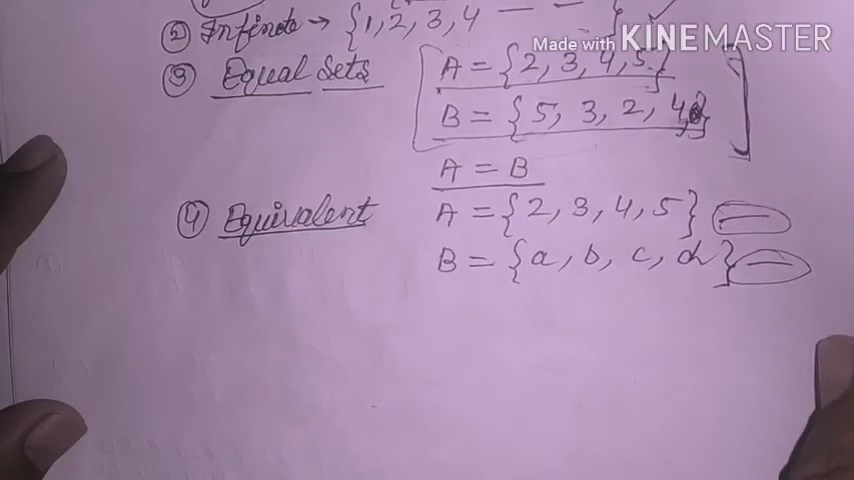 ② Infinite → {1, 2, 3, 4 — — }
Made with KINEMASTER
③ Equal Sets A = {2, 3, 4, 5}
B = {5, 3, 2, 4}
A = B
④ Equivalent A = {2, 3, 4, 5}
B = {a, b, c, d}